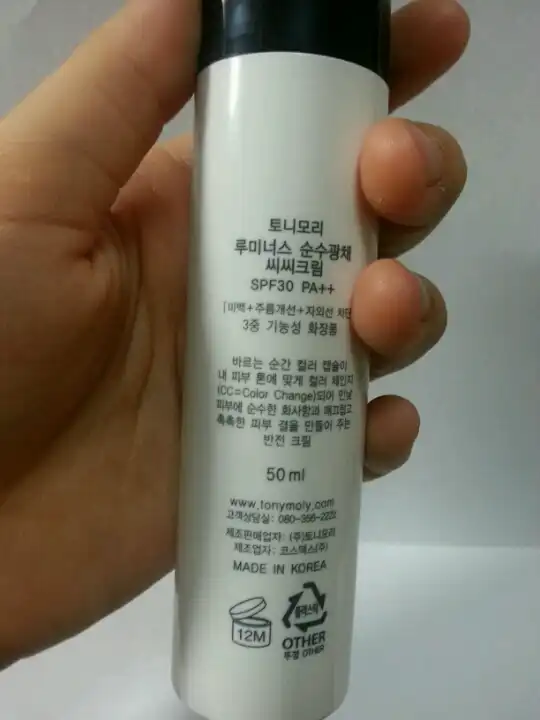 토니모리
루미너스 순수광채
씨씨크림
SPF30 PA++
「미백+주름개선+자외선 차단
3중 기능성 화장품
바르는 순간 컬러 캡슐이
내 피부 톤에 맞게 컬러 체인지
(CC=Color Change)되어 민낯
피부에 순수한 화사함과 매끄럽고
촉촉한 피부 결을 만들어 주는
반전 크림
50ml
www.tonymoly.com
고객상담실: 080-356-2222
제조판매업자: (주)토니모리
제조업자: 코스맥스(주)
MADE IN KOREA
12M
플라스틱
OTHER
뚜껑 OTHER